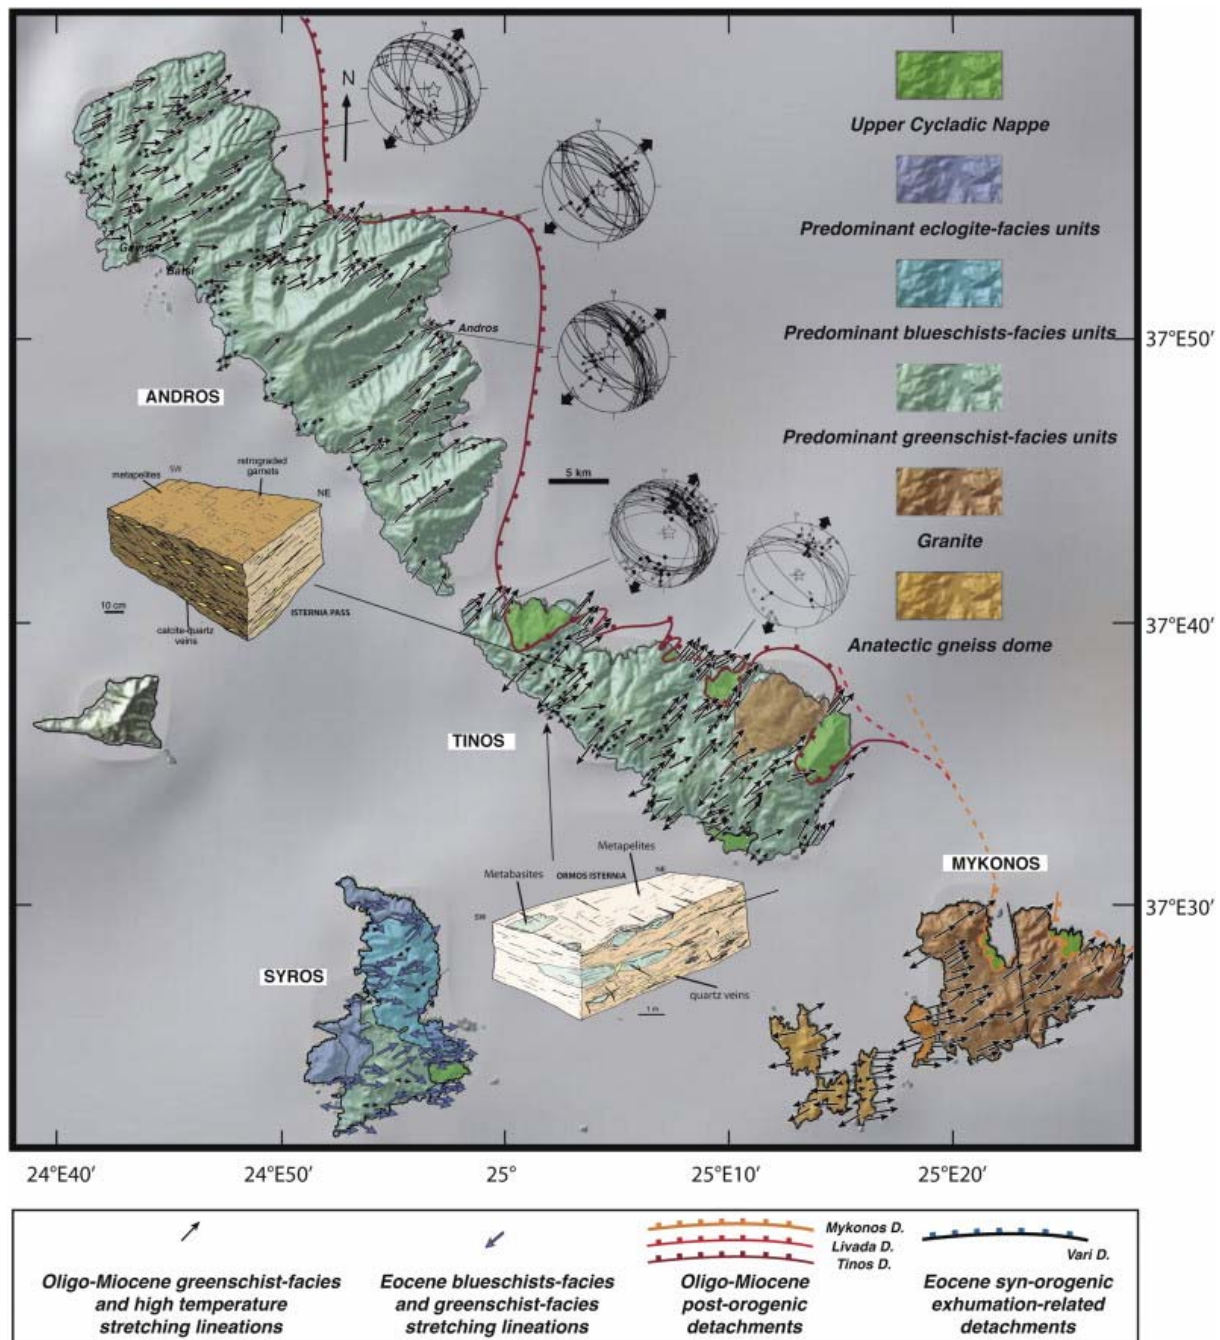 N
Upper Cycladic Nappe
Predominant eclogite-facies units
Predominant blueschists-facies units
Predominant greenschist-facies units
Granite
Anatectic gneiss dome
Batsi
Andros
ANDROS
5 km
37°E50'
37°E40'
37°E30'
metapelites
SW
retrograded
garnets
NE
10 cm
ISTERNIA PASS
calcite-quartz
veins
TINOS
Metapelites
Metabasites
ORMOS ISTERNIA
NE
SW
quartz veins
1 m
MYKONOS
SYROS
24°E40'
24°E50'
25°
25°E10'
25°E20'
Oligo-Miocene greenschist-facies
and high temperature
stretching lineations
Eocene blueschists-facies
and greenschist-facies
stretching lineations
Mykonos D.
Livada D.
Tinos D.
Oligo-Miocene
post-orogenic
detachments
Vari D.
Eocene syn-orogenic
exhumation-related
detachments